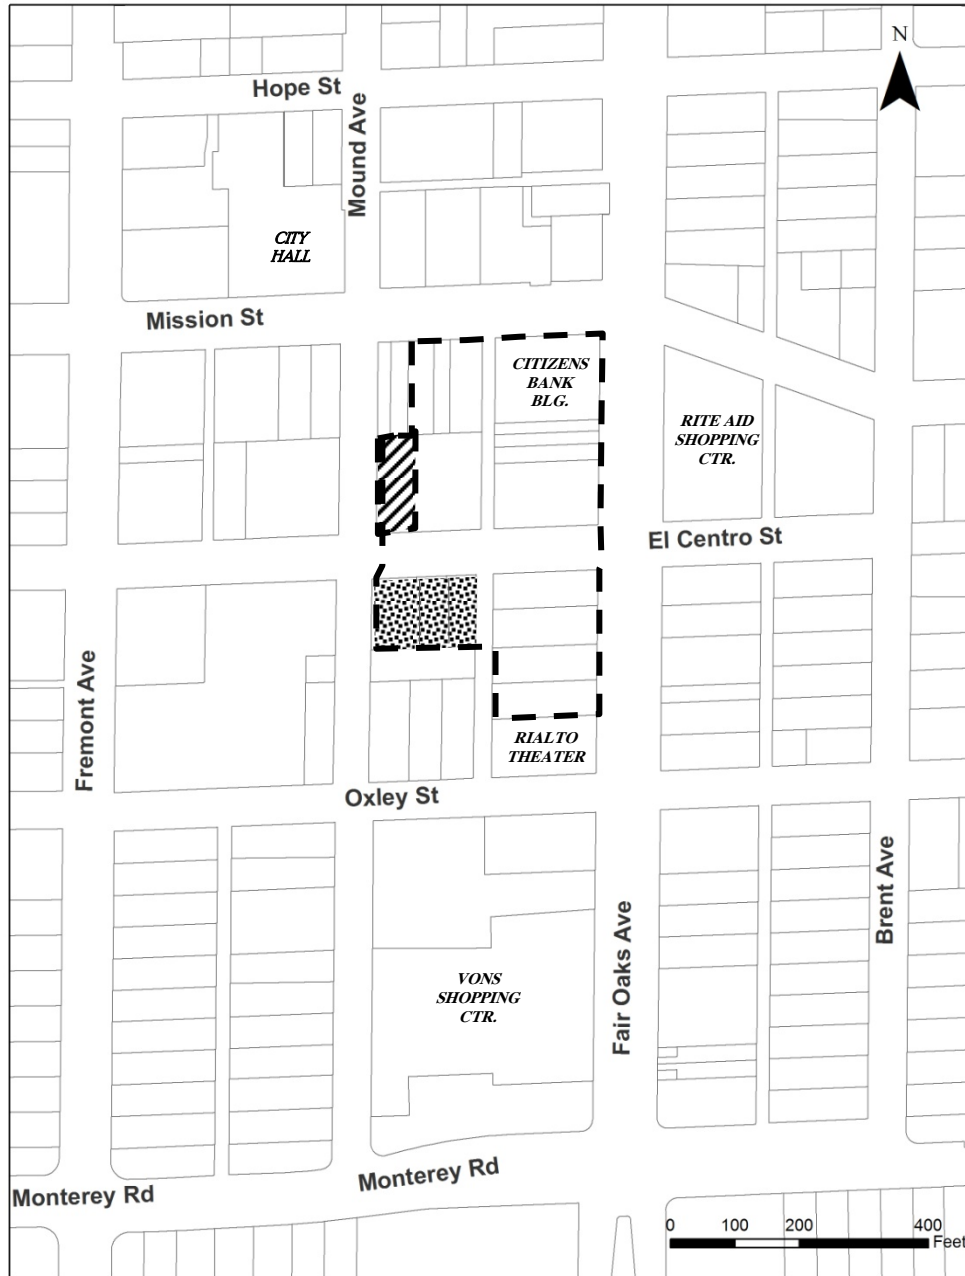 N
Hope St
Mound Ave
CITY
HALL
Mission St
CITIZENS
BANK
BLG.
RITE AID
SHOPPING
CTR.
El Centro St
Fremont Ave
RIALTO
THEATER
Oxley St
Brent Ave
Fair Oaks Ave
VONS
SHOPPING
CTR.
Monterey Rd
Monterey Rd
0 100 200 400
Feet